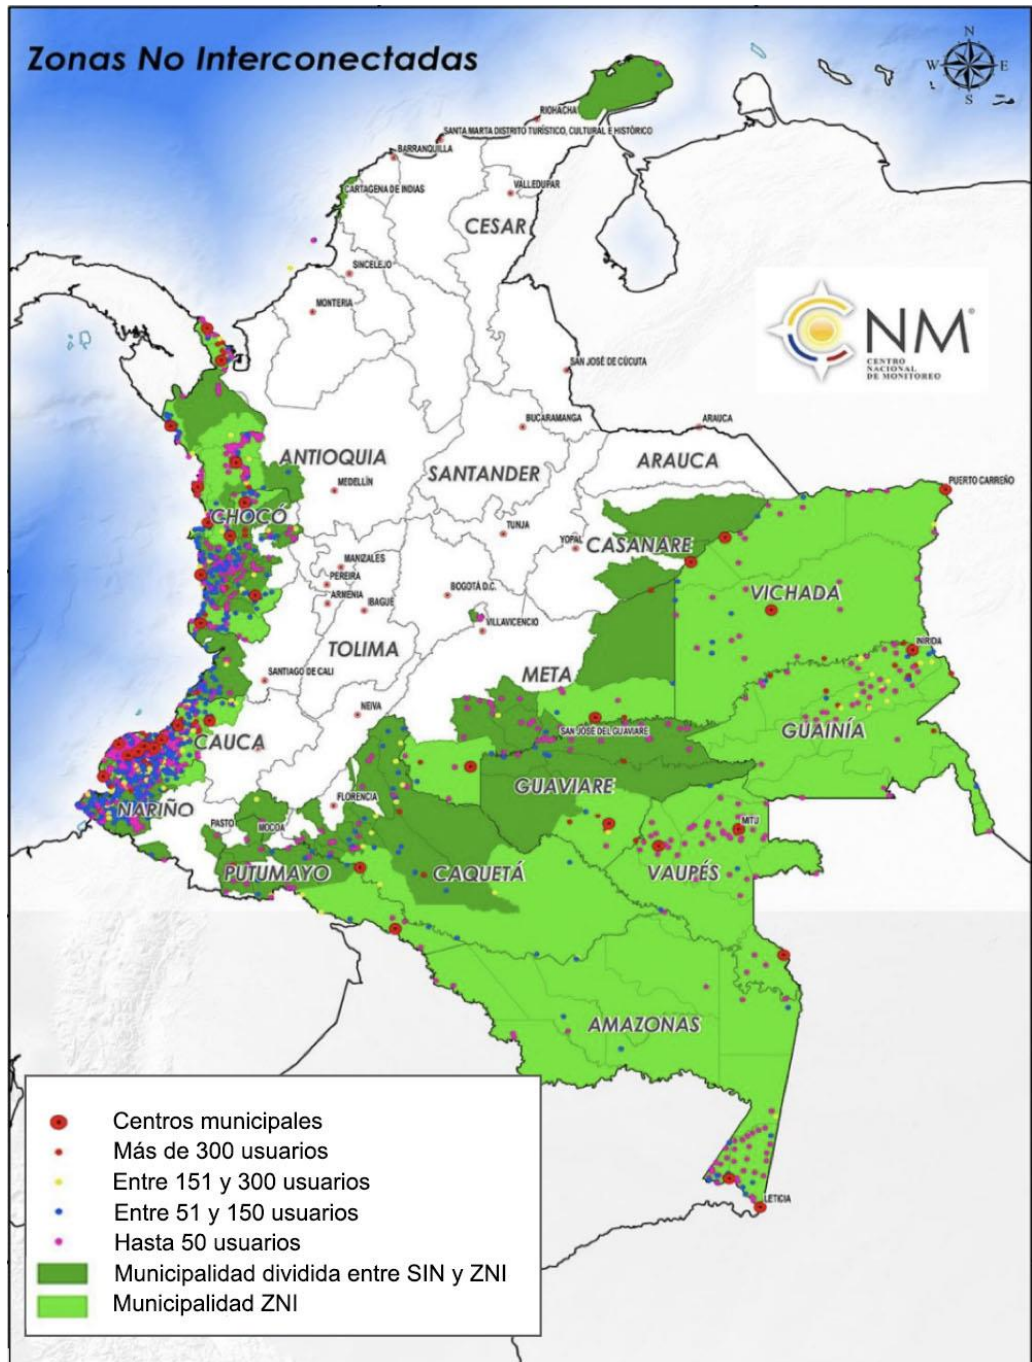 Zonas No Interconectadas
N
W
E
S
RIOHACHA
SANTA MARTA DISTRITO TURÍSTICO, CULTURAL E HISTÓRICO
BARRANQUILLA
CARTAGENA DE INDIAS
VALLEDUPAR
CESAR
SINCELEJO
MONTERIA
CNM
CENTRO
NACIONAL
DE MONITOREO
SAN JOSÉ DE CÚCUTA
BUCARAMANGA
ARAUCA
ANTIOQUIA
SANTANDER
ARAUCA
MEDELLÍN
PUERTO CARREÑO
CHOCÓ
TUNJA
YOPAL
CASANARE
MANIZALES
PEREIRA
ARMENIA
IBAGUÉ
BOGOTÁ D.C.
VICHADA
VILLAVICENCIO
TOLIMA
INIRIDA
SANTIAGO DE CALI
META
NEIVA
CAUCA
SAN JOSÉ DEL GUAVIARE
GUAINÍA
GUAVIARE
NARIÑO
FLORENCIA
PASTO
MOCOA
MITU
PUTUMAYO
CAQUETÁ
VAUPÉS
AMAZONAS
LETICIA
Centros municipales
Más de 300 usuarios
Entre 151 y 300 usuarios
Entre 51 y 150 usuarios
Hasta 50 usuarios
Municipalidad dividida entre SIN y ZNI
Municipalidad ZNI